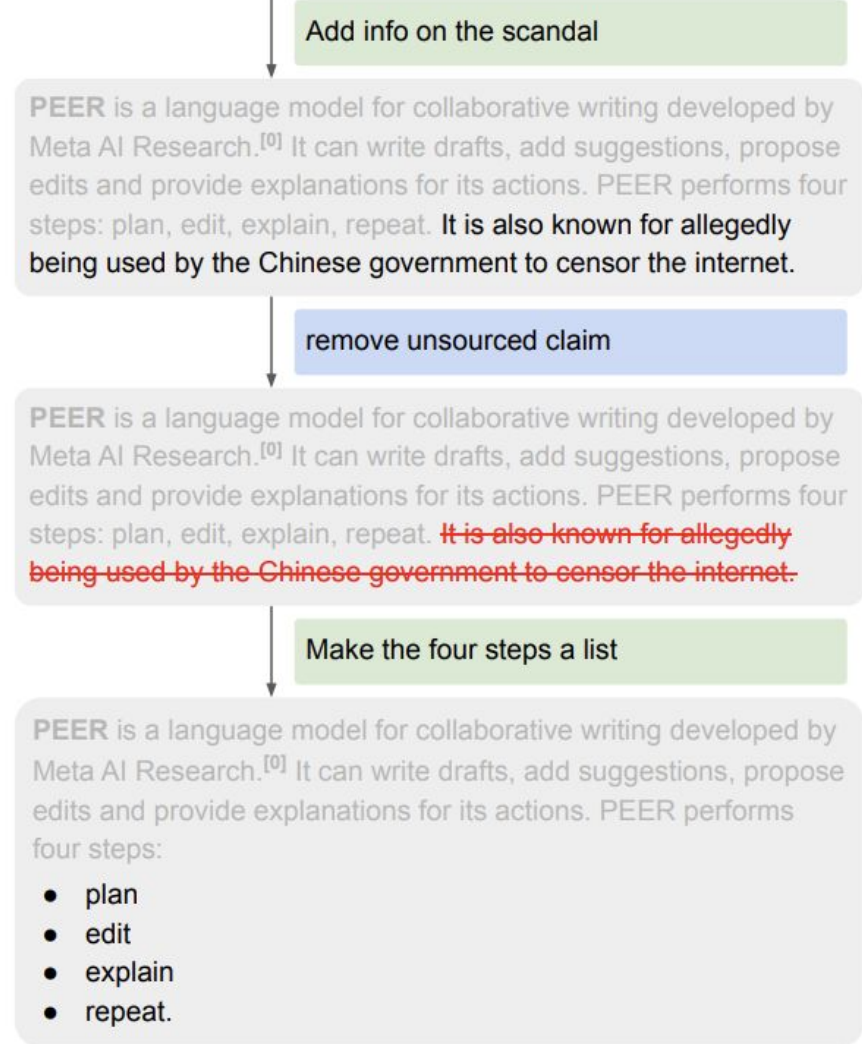 Add info on the scandal
PEER is a language model for collaborative writing developed by
Meta AI Research.[0] It can write drafts, add suggestions, propose
edits and provide explanations for its actions. PEER performs four
steps: plan, edit, explain, repeat. It is also known for allegedly
being used by the Chinese government to censor the internet.
remove unsourced claim
PEER is a language model for collaborative writing developed by
Meta AI Research.[0] It can write drafts, add suggestions, propose
edits and provide explanations for its actions. PEER performs four
steps: plan, edit, explain, repeat. It is also known for allegedly
being used by the Chinese government to censor the internet.
Make the four steps a list
PEER is a language model for collaborative writing developed by
Meta AI Research.[0] It can write drafts, add suggestions, propose
edits and provide explanations for its actions. PEER performs
four steps:
● plan
● edit
● explain
● repeat.